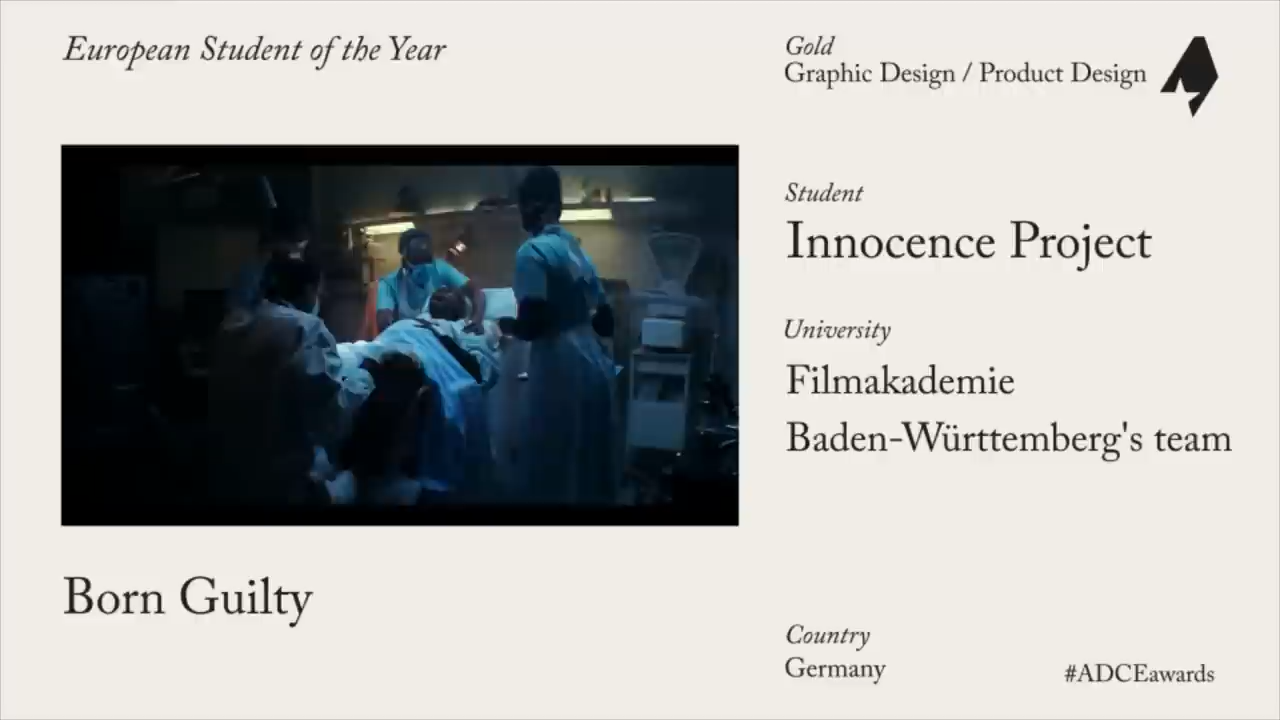 European Student of the Year
Gold
Graphic Design / Product Design
Student
Innocence Project
University
Filmakademie
Baden-Württemberg's team
Born Guilty
Country
Germany
#ADCEawards